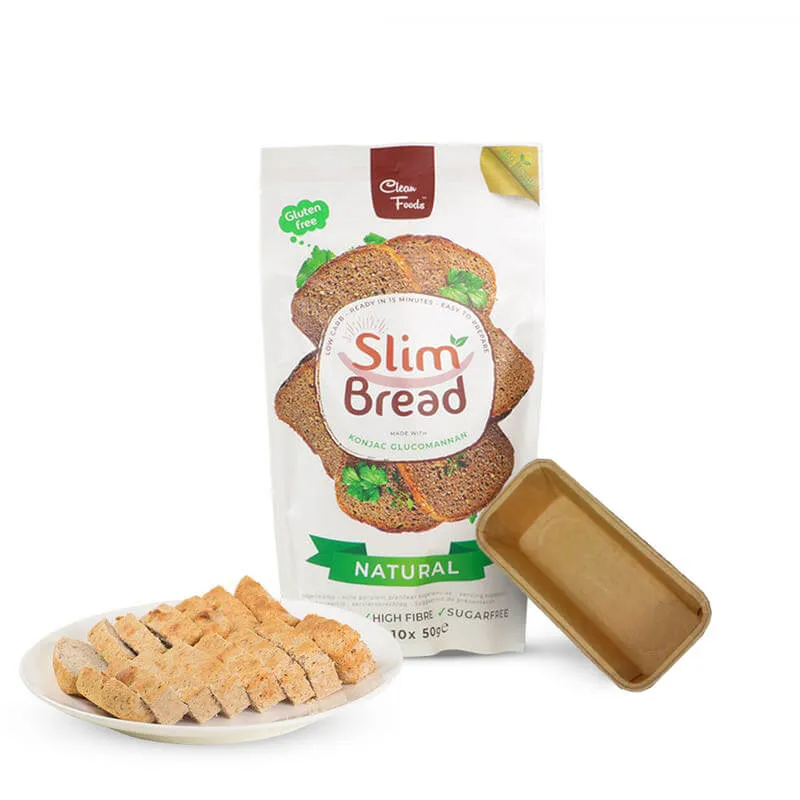 Clean
Foods™
Gluten
free
LOW CARB - READY IN 15 MINUTES - EASY TO PREPARE
Slim
Bread
MADE WITH
KONJAC GLUCOMANNAN
NATURAL
✓HIGH FIBRE ✓SUGARFREE
10x 50g℮